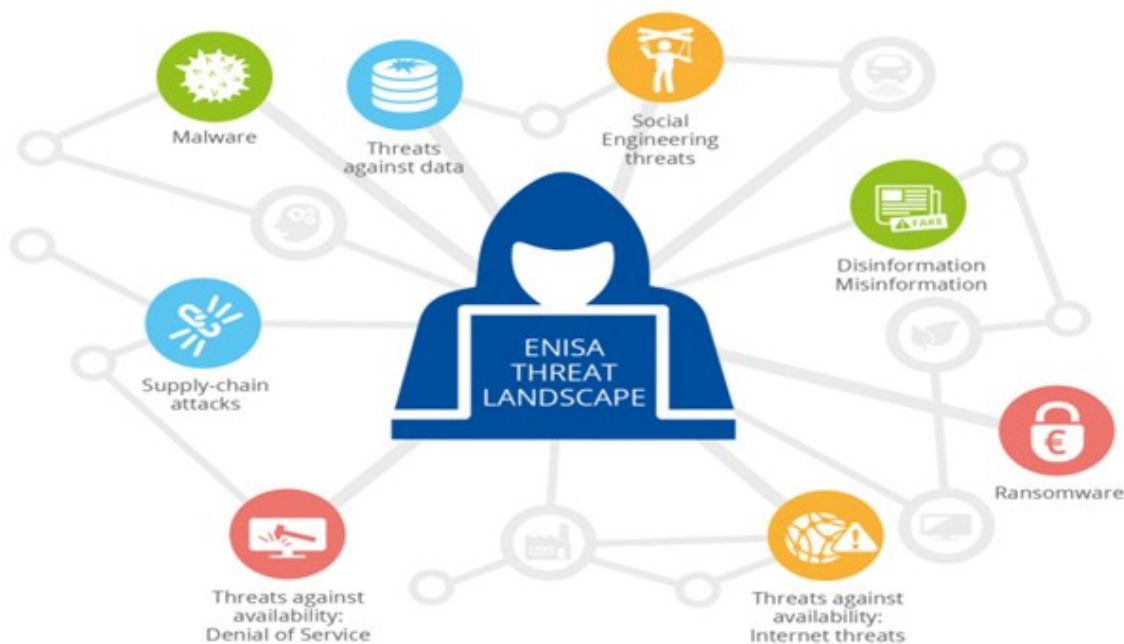 Malware
Threats
against data
Social
Engineering
threats
FAKE
Disinformation
Misinformation
ENISA
THREAT
LANDSCAPE
Supply-chain
attacks
€
Ransomware
Threats against
availability:
Denial of Service
!
Threats against
availability:
Internet threats